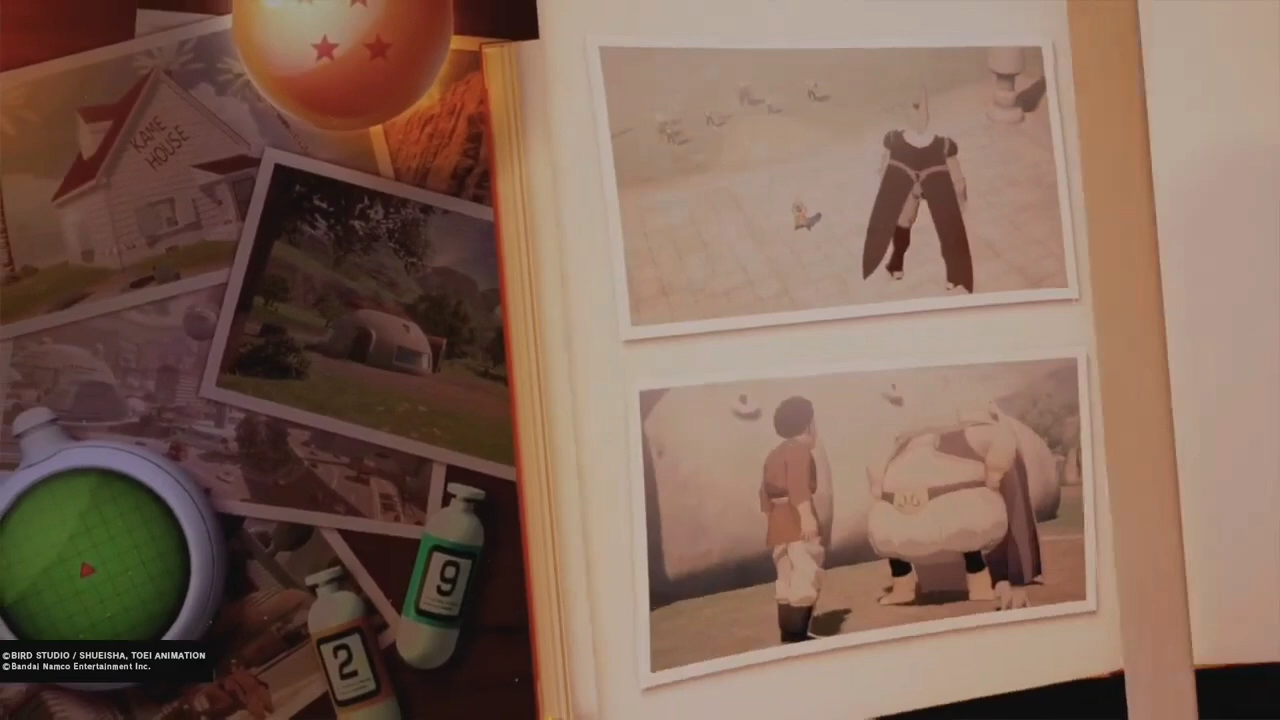 KAME
HOUSE
9
2
©BIRD STUDIO / SHUEISHA, TOEI ANIMATION
©Bandai Namco Entertainment Inc.